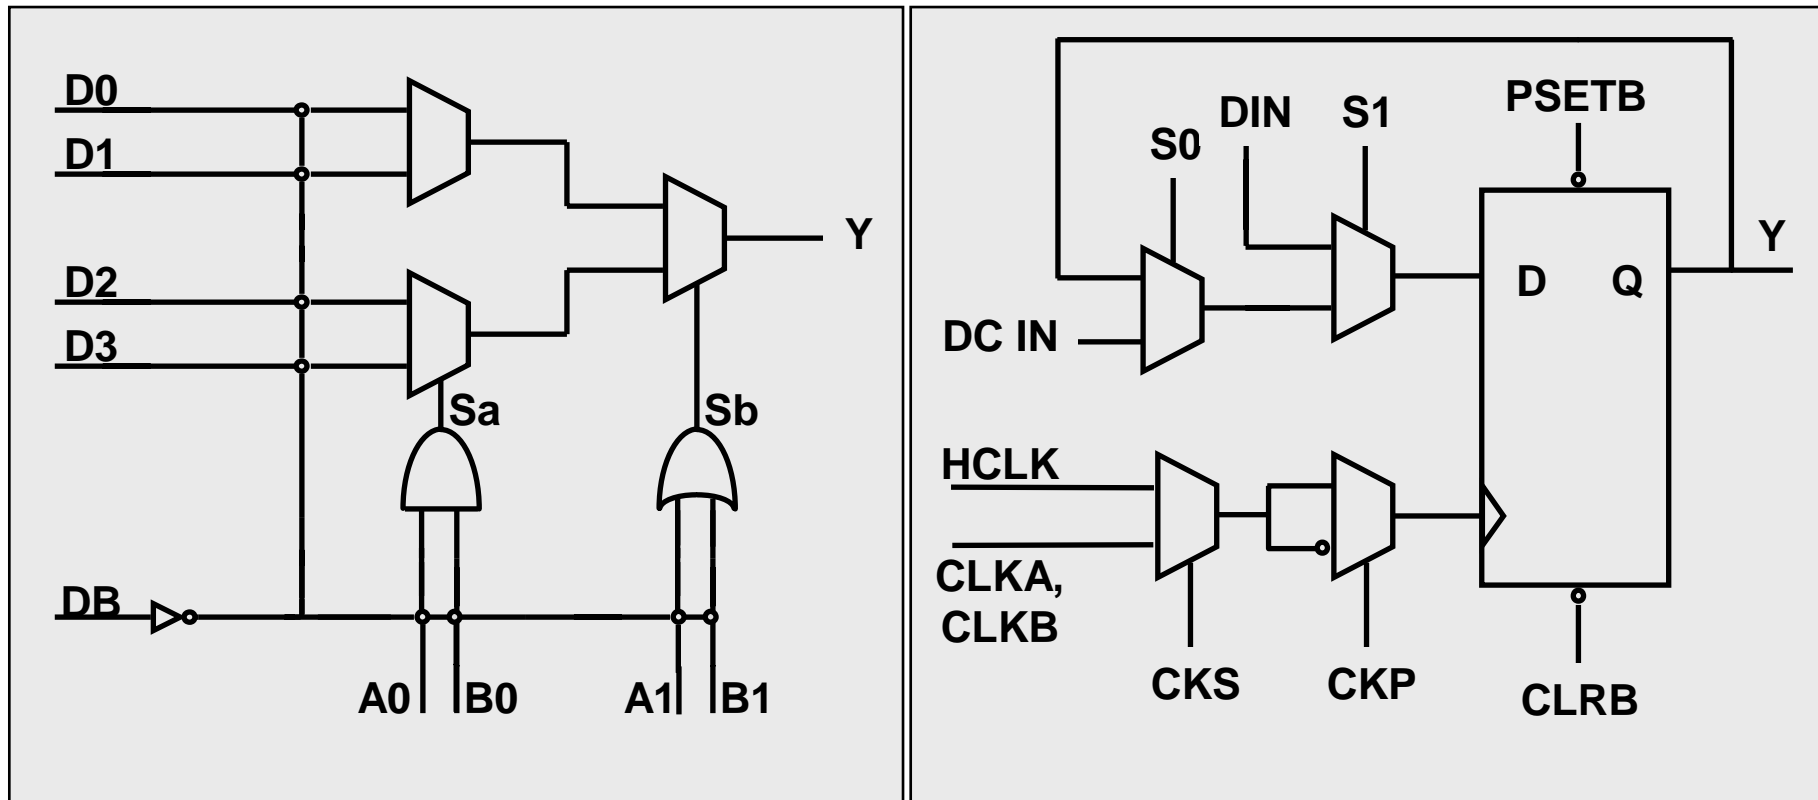 D0
D1
D2
D3
Y
Sa
Sb
DB
A0
B0
A1
B1
PSETB
DIN
S1
S0
Y
D
Q
DC IN
HCLK
CLKA,
CLKB
CKS
CKP
CLRB